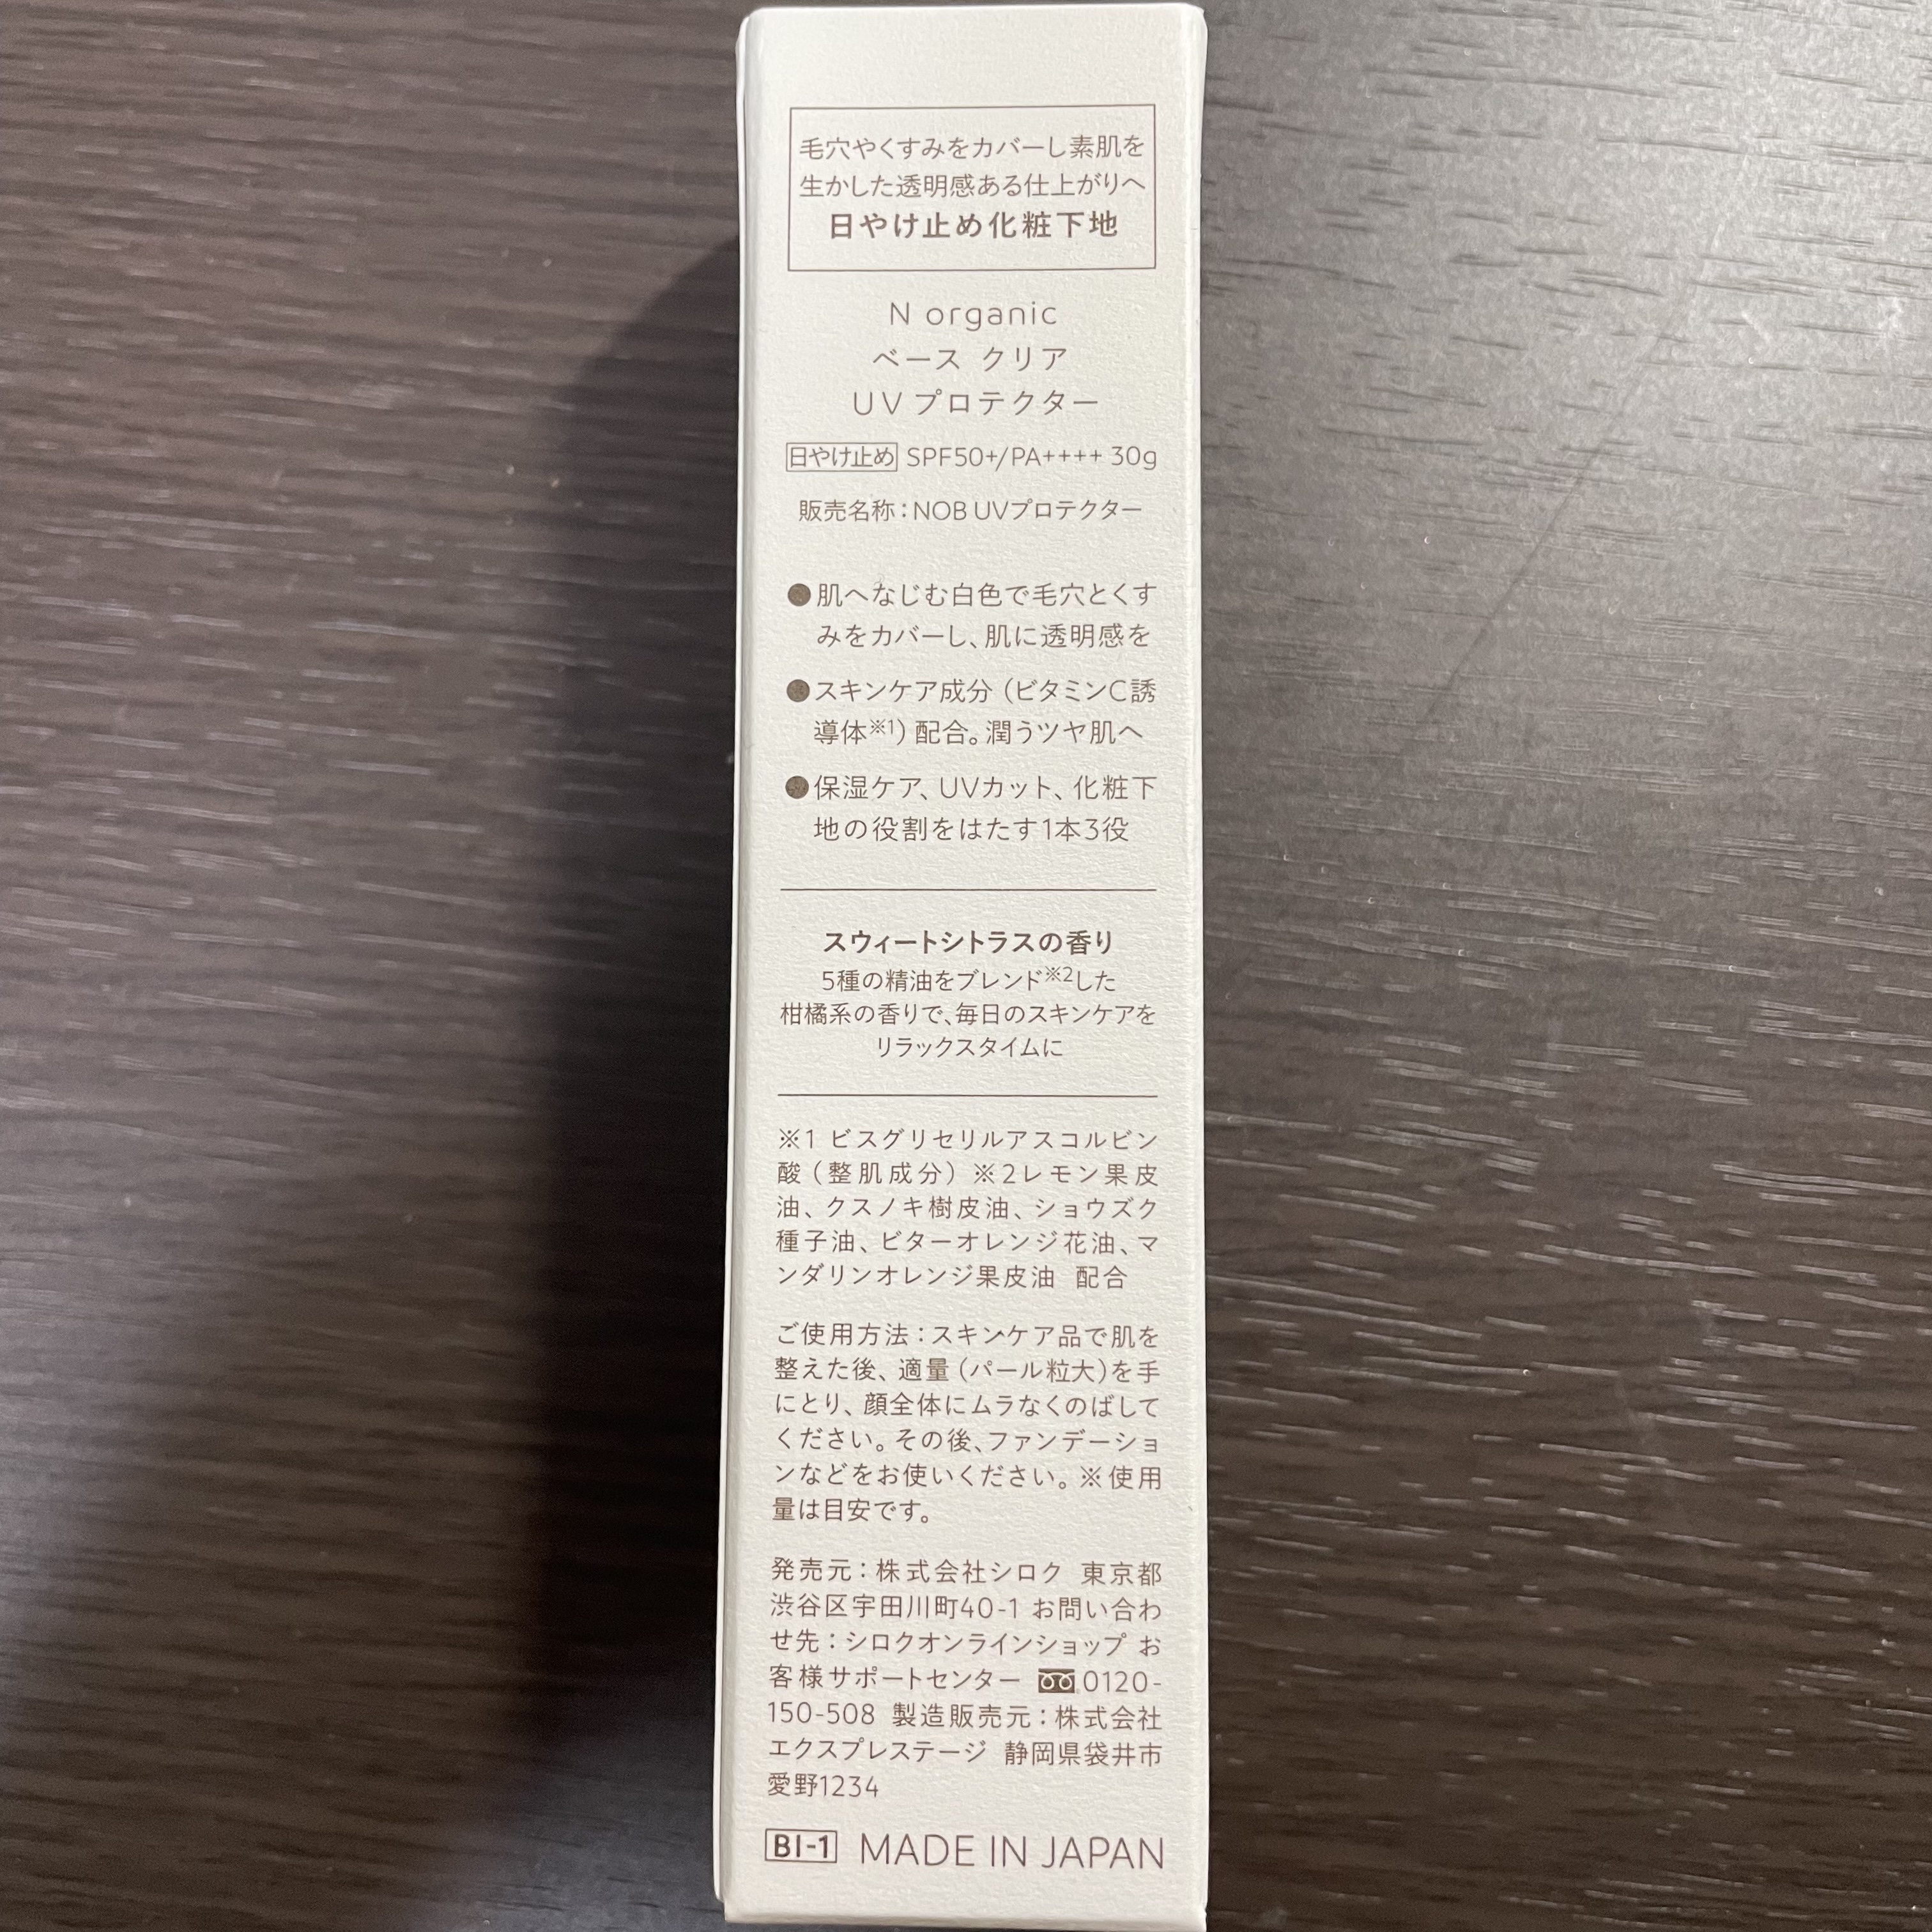 毛穴やくすみをカバーし素肌を
生かした透明感ある仕上がりへ
日やけ止め化粧下地
N organic
ベース クリア
UV プロテクター
日やけ止め SPF50+/PA++++ 30g
販売名称：NOB UVプロテクター
●肌へなじむ白色で毛穴とくす
みをカバーし、肌に透明感を
●スキンケア成分（ビタミンC誘
導体※1）配合。潤うツヤ肌へ
●保湿ケア、UVカット、化粧下
地の役割をはたす1本3役
スウィートシトラスの香り
5種の精油をブレンド※2した
柑橘系の香りで、毎日のスキンケアを
リラックスタイムに
※1 ビスグリセリルアスコルビン
酸（整肌成分）※2レモン果皮
油、クスノキ樹皮油、ショウズク
種子油、ビターオレンジ花油、マ
ンダリンオレンジ果皮油 配合
ご使用方法：スキンケア品で肌を
整えた後、適量（パール粒大）を手
にとり、顔全体にムラなくのばして
ください。その後、ファンデーショ
ンなどをお使いください。※使用
量は目安です。
発売元：株式会社シロク 東京都
渋谷区宇田川町40-1 お問い合わ
せ先：シロクオンラインショップ お
客様サポートセンター 0120-
150-508 製造販売元：株式会社
エクスプレステージ 静岡県袋井市
愛野1234
BI-1 MADE IN JAPAN